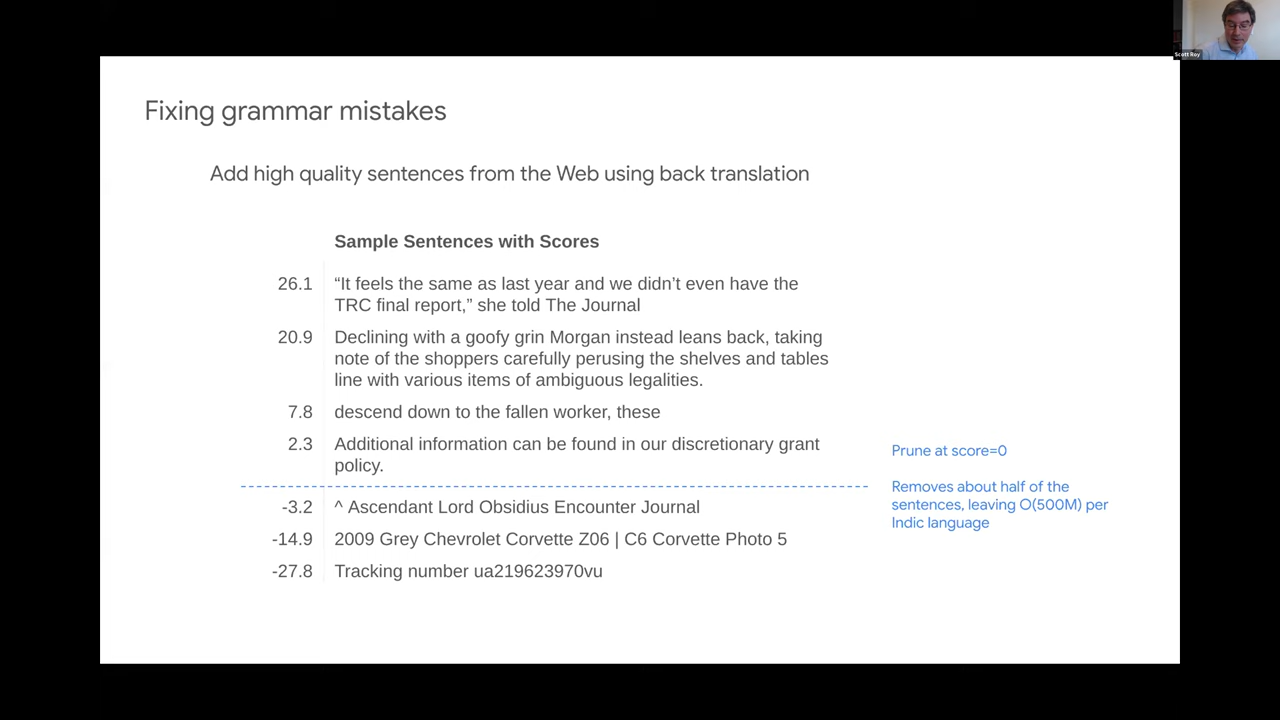 Scott Roy
Fixing grammar mistakes
Add high quality sentences from the Web using back translation
Sample Sentences with Scores
26.1 “It feels the same as last year and we didn’t even have the
TRC final report,” she told The Journal
20.9 Declining with a goofy grin Morgan instead leans back, taking
note of the shoppers carefully perusing the shelves and tables
line with various items of ambiguous legalities.
7.8 descend down to the fallen worker, these
2.3 Additional information can be found in our discretionary grant
policy.
Prune at score=0
Removes about half of the
sentences, leaving O(500M) per
Indic language
-3.2 ^ Ascendant Lord Obsidius Encounter Journal
-14.9 2009 Grey Chevrolet Corvette Z06 | C6 Corvette Photo 5
-27.8 Tracking number ua219623970vu